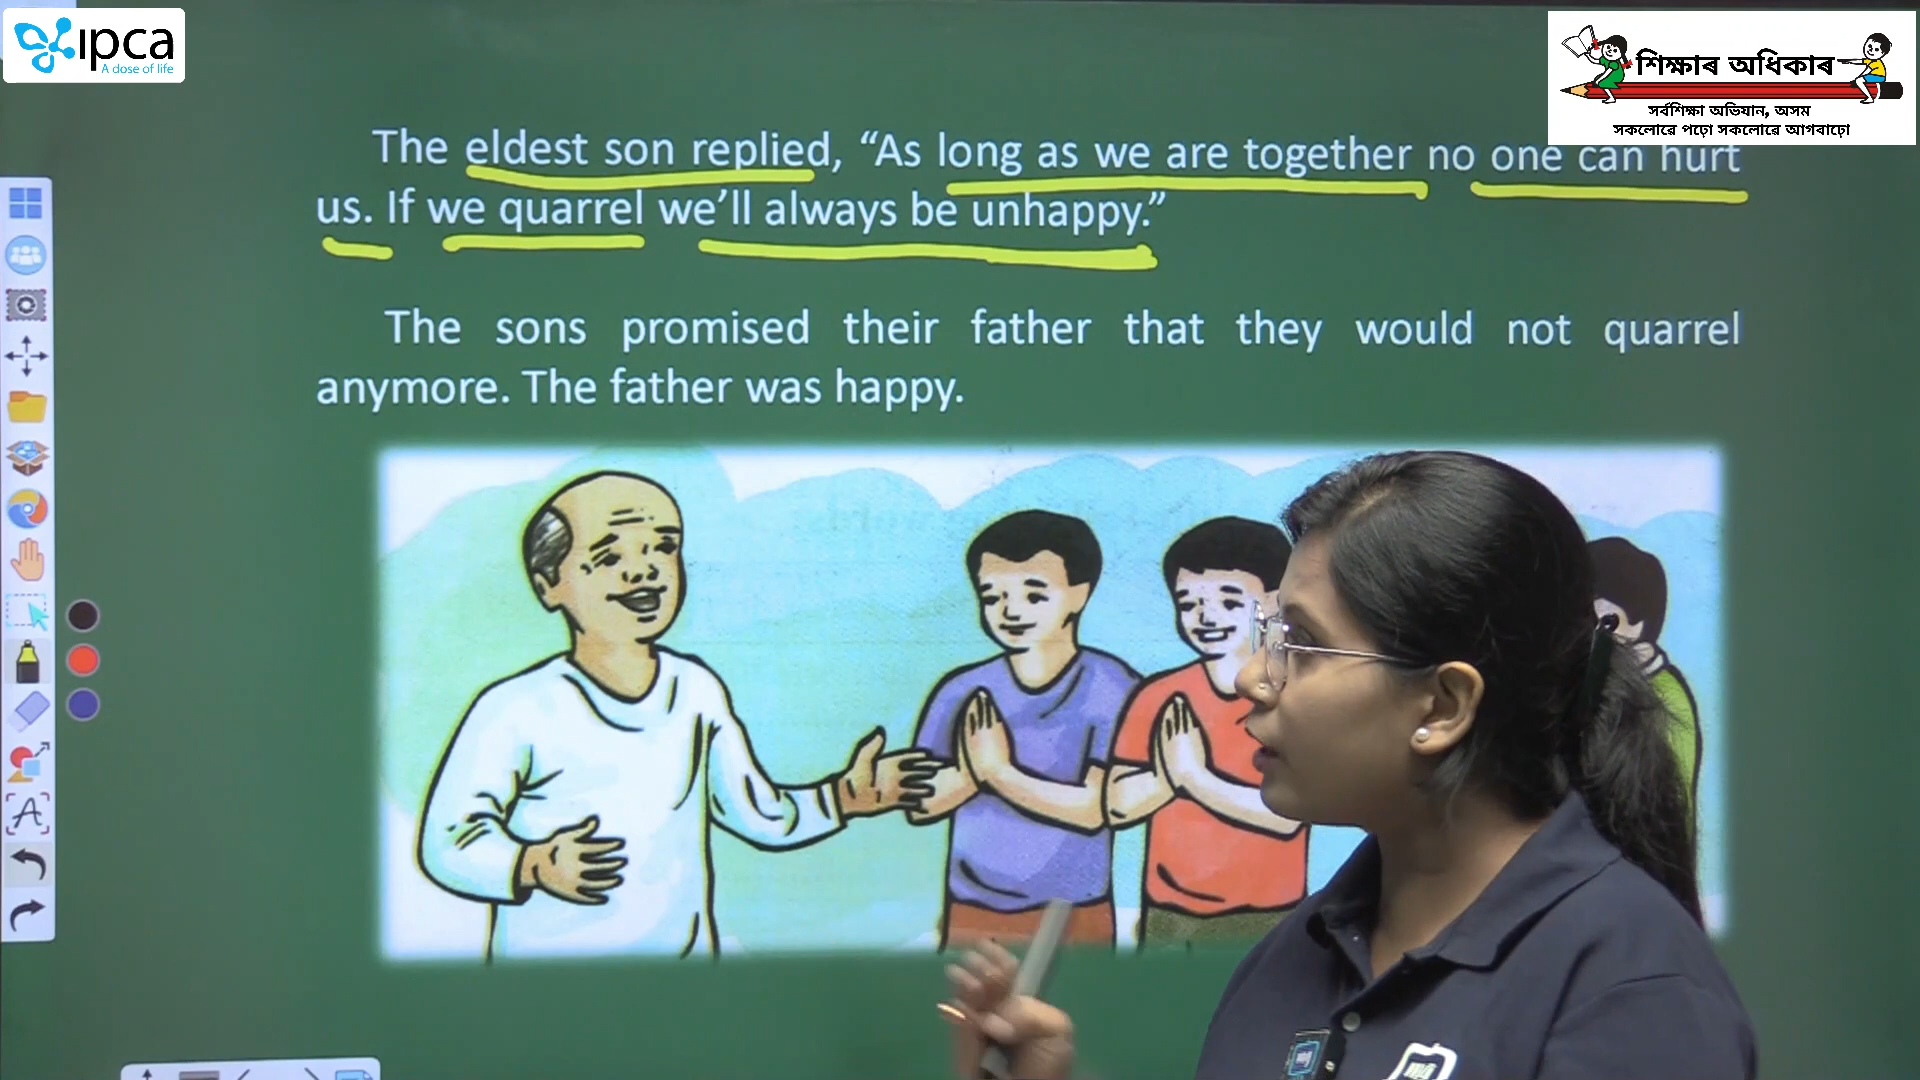 ipca
A dose of life
শিক্ষাৰ অধিকাৰ
সৰ্বশিক্ষা অভিযান, অসম
সকলোৱে পঢ়ো সকলোৱে আগবাঢ়ো
The eldest son replied, “As long as we are together no one can hurt
us. If we quarrel we’ll always be unhappy.”
The sons promised their father that they would not quarrel
anymore. The father was happy.